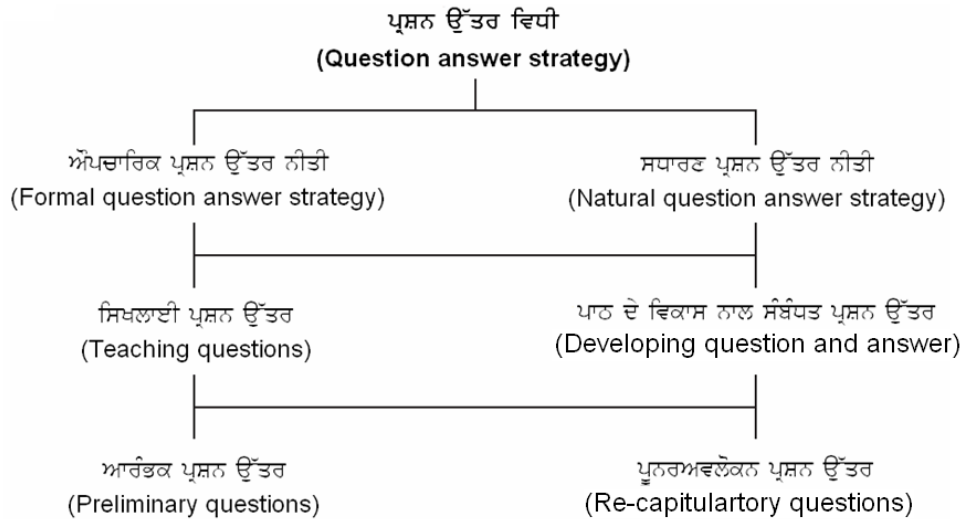 ਪ੍ਰਸ਼ਨ ਉੱਤਰ ਵਿਧੀ
(Question answer strategy)
ਔਪਚਾਰਿਕ ਪ੍ਰਸ਼ਨ ਉੱਤਰ ਨੀਤੀ
(Formal question answer strategy)
ਸਧਾਰਣ ਪ੍ਰਸ਼ਨ ਉੱਤਰ ਨੀਤੀ
(Natural question answer strategy)
ਸਿਖਲਾਈ ਪ੍ਰਸ਼ਨ ਉੱਤਰ
(Teaching questions)
ਪਾਠ ਦੇ ਵਿਕਾਸ ਨਾਲ ਸੰਬੰਧਤ ਪ੍ਰਸ਼ਨ ਉੱਤਰ
(Developing question and answer)
ਆਰੰਭਕ ਪ੍ਰਸ਼ਨ ਉੱਤਰ
(Preliminary questions)
ਪੂਨਰਅਵਲੋਕਨ ਪ੍ਰਸ਼ਨ ਉੱਤਰ
(Re-capitulartory questions)